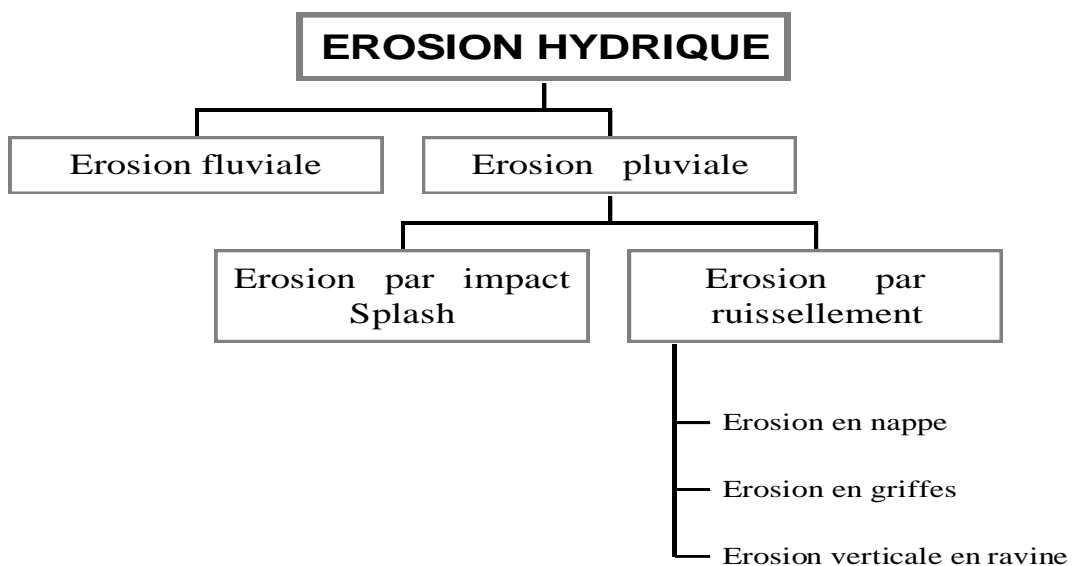 EROSION HYDRIQUE
Erosion fluviale
Erosion pluviale
Erosion par impact
Splash
Erosion par
ruissellement
Erosion en nappe
Erosion en griffes
Erosion verticale en ravine